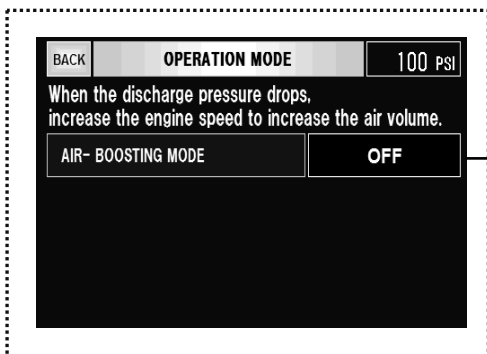 BACK OPERATION MODE 100 PSI
When the discharge pressure drops,
increase the engine speed to increase the air volume.
AIR- BOOSTING MODE OFF